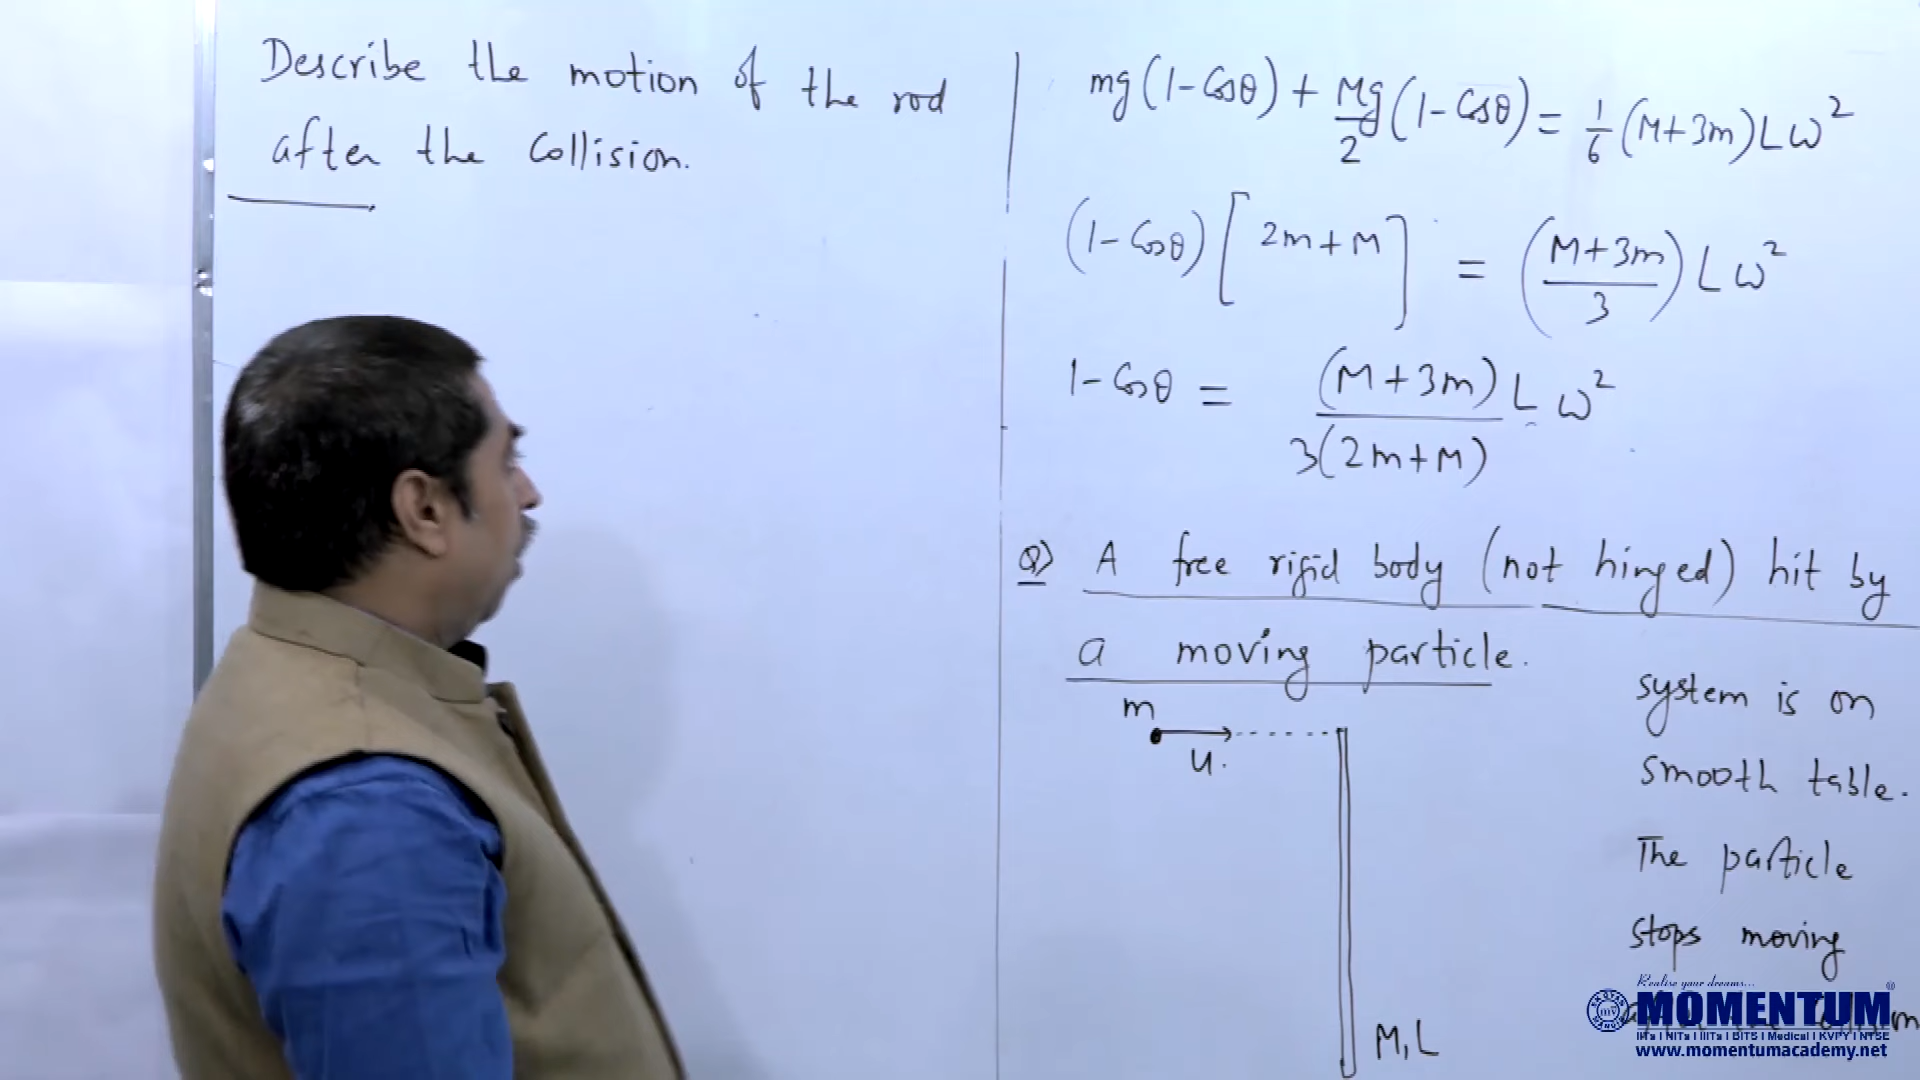 Describe the motion of the rod
after the Collision.
mg(1-Cosθ) + Mg/2 (1-Cosθ) = 1/6 (M+3m)Lω²
(1-Cosθ)[2m+M] = (M+3m/3) Lω²
1-Cosθ = (M+3m)/3(2m+M) Lω²
Q) A free rigid body (not hinged) hit by
a moving particle.
m
u.
M, L
system is on
smooth table.
The particle
stops moving
Realise your dreams...
MOMENTUM®
IITs | NITs | IIITs | BITS | Medical | KVPY | NTSE
www.momentumacademy.net